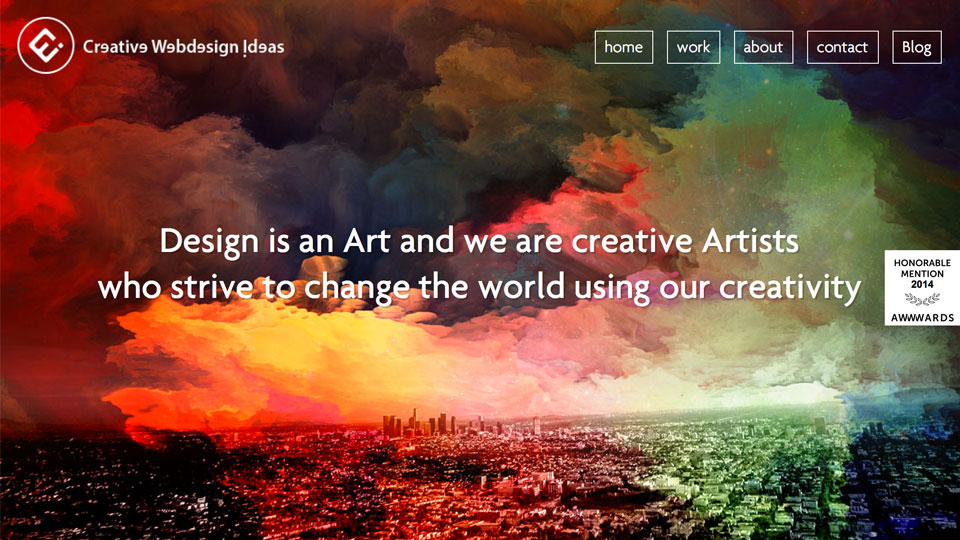 Creative Webdesign Ideas
home
work
about
contact
Blog
Design is an Art and we are creative Artists
who strive to change the world using our creativity
HONORABLE
MENTION
2014
AWWWARDS